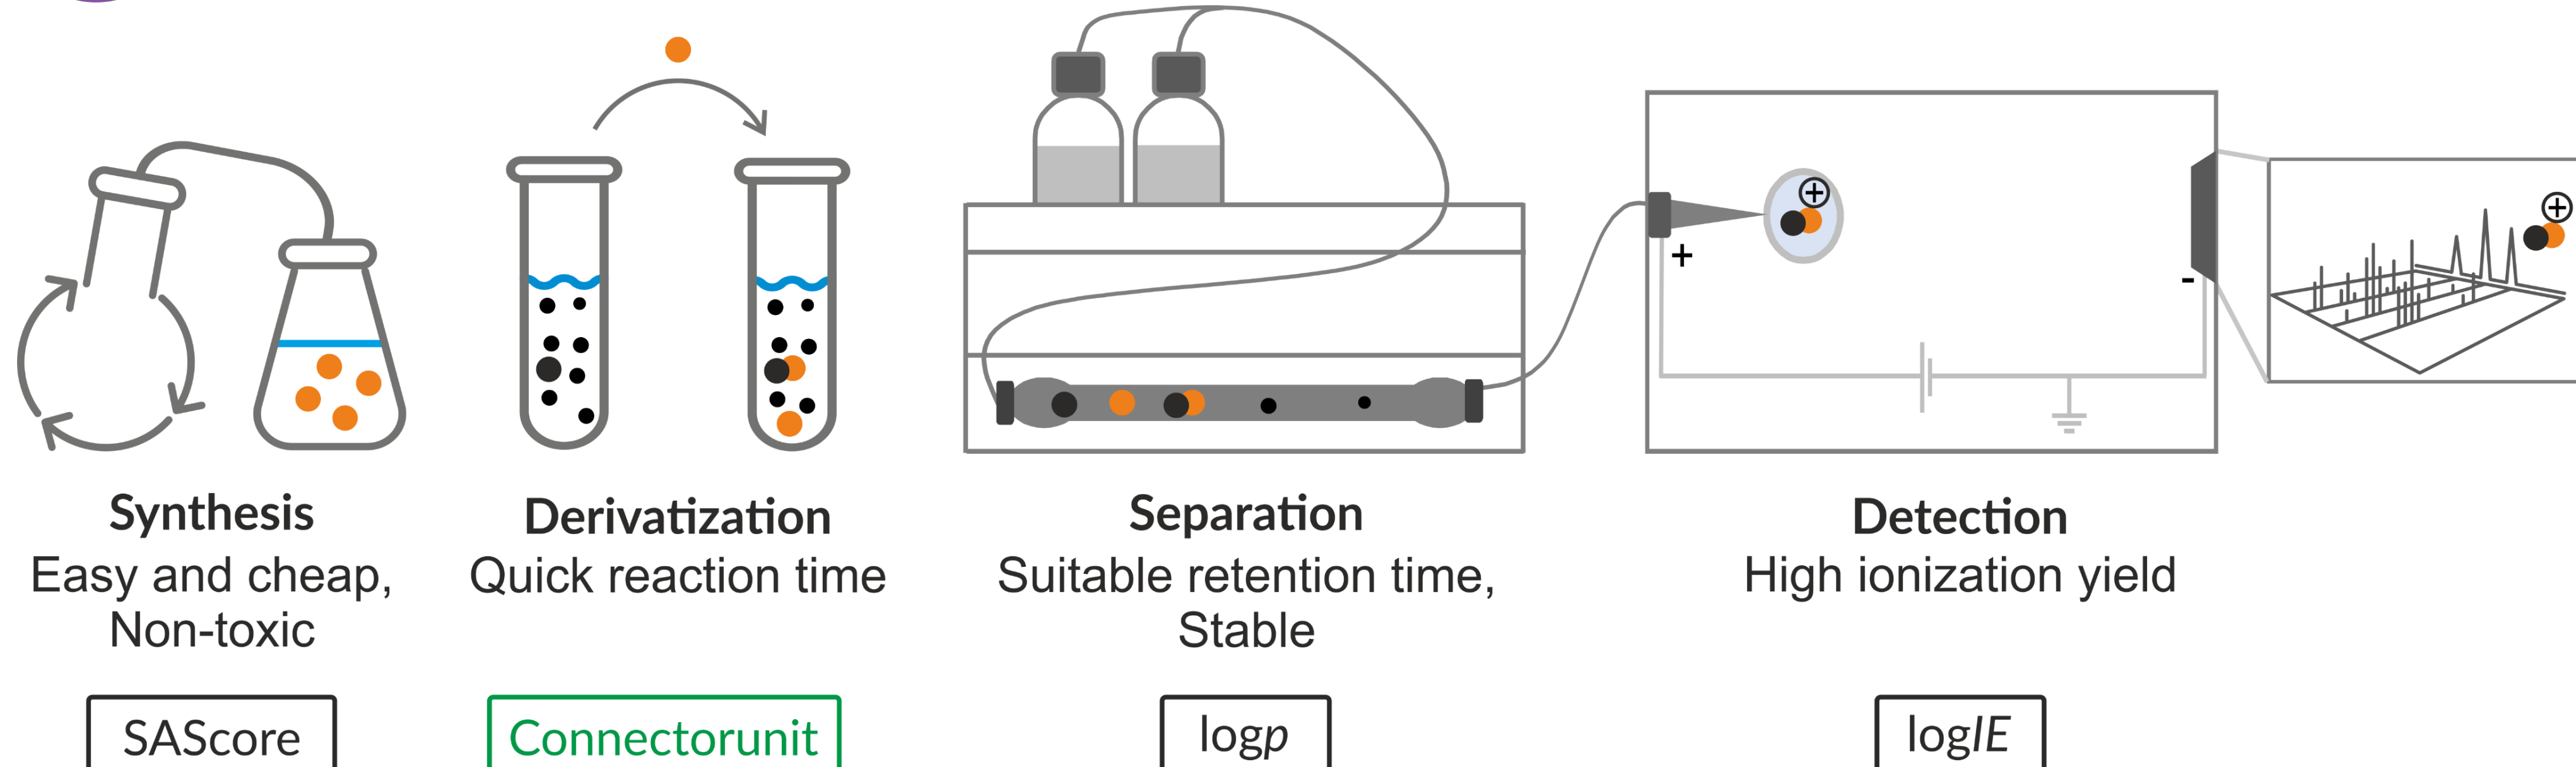 +
+
+
-
Synthesis
Easy and cheap,
Non-toxic
SAScore
Derivatization
Quick reaction time
Connectorunit
Separation
Suitable retention time,
Stable
logp
Detection
High ionization yield
logIE